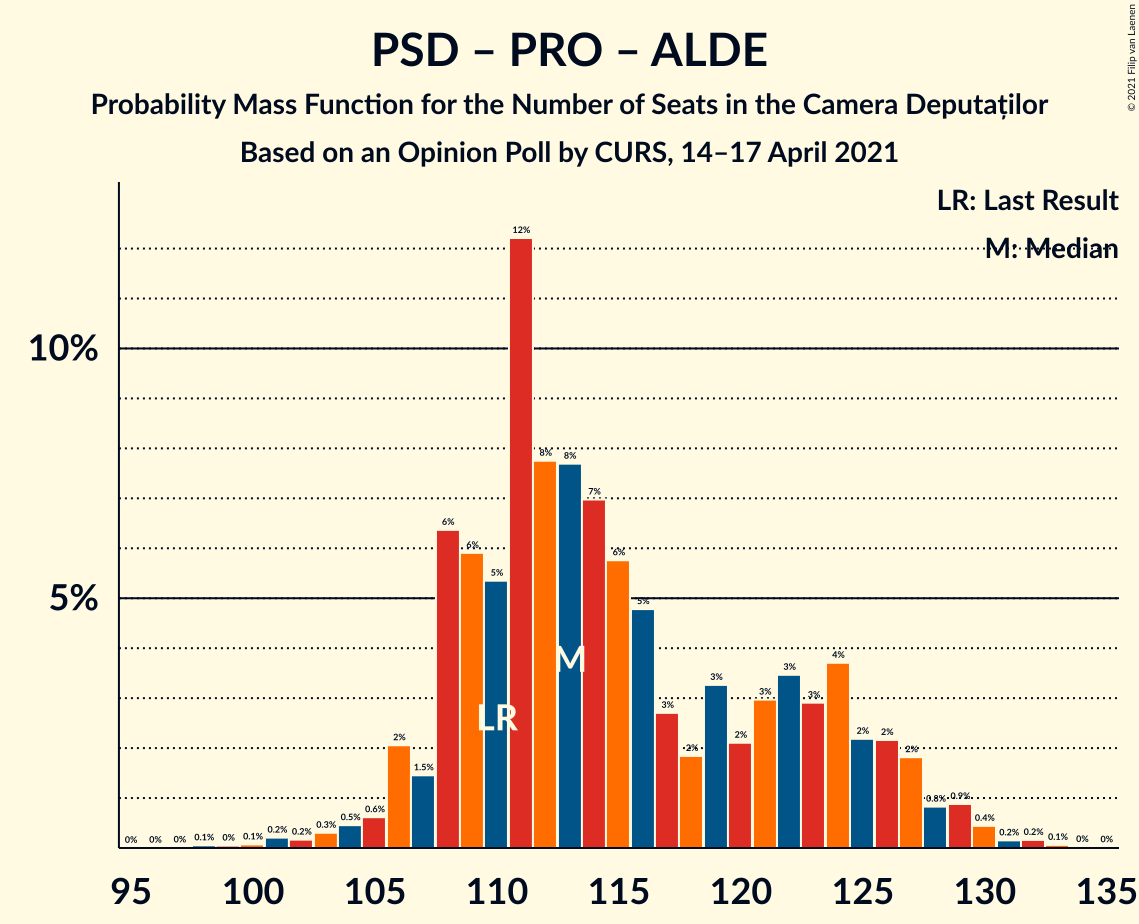 PSD – PRO – ALDE
Probability Mass Function for the Number of Seats in the Camera Deputaților
Based on an Opinion Poll by CURS, 14–17 April 2021
© 2021 Filip van Laenen
LR: Last Result
M: Median
10%
5%
0% 0% 0% 0.1% 0% 0.1% 0.2% 0.2% 0.3% 0.5% 0.6% 2% 1.5% 6% 6% 5% 12% 8% 8% 7% 6% 5% 3% 2% 3% 2% 3% 3% 3% 4% 2% 2% 2% 0.8% 0.9% 0.4% 0.2% 0.2% 0.1% 0% 0%
M
LR
95 100 105 110 115 120 125 130 135